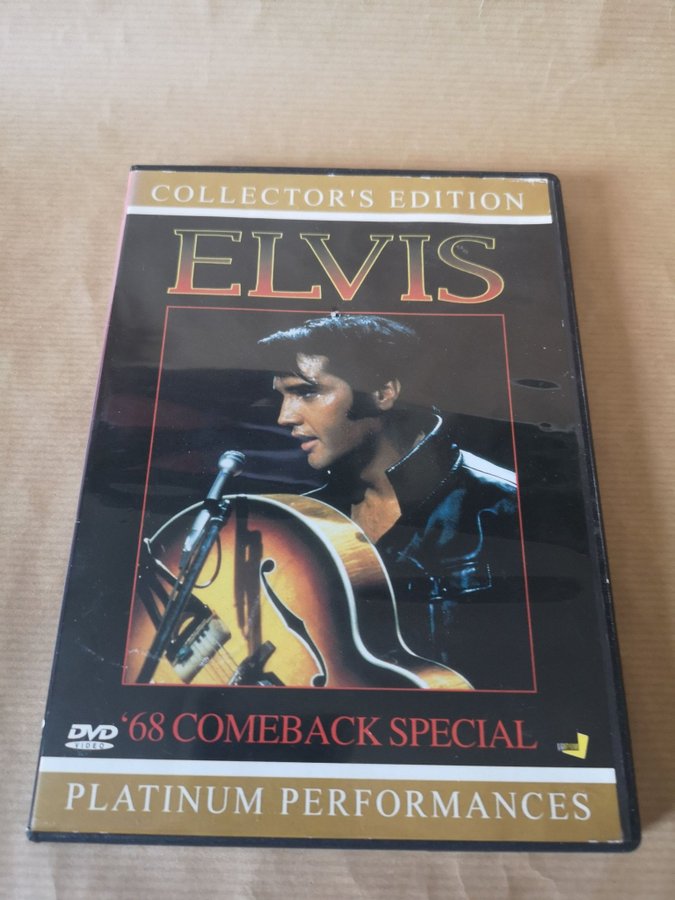 COLLECTOR'S EDITION
ELVIS
'68 COMEBACK SPECIAL
DVD
VIDEO
PLATINUM PERFORMANCES